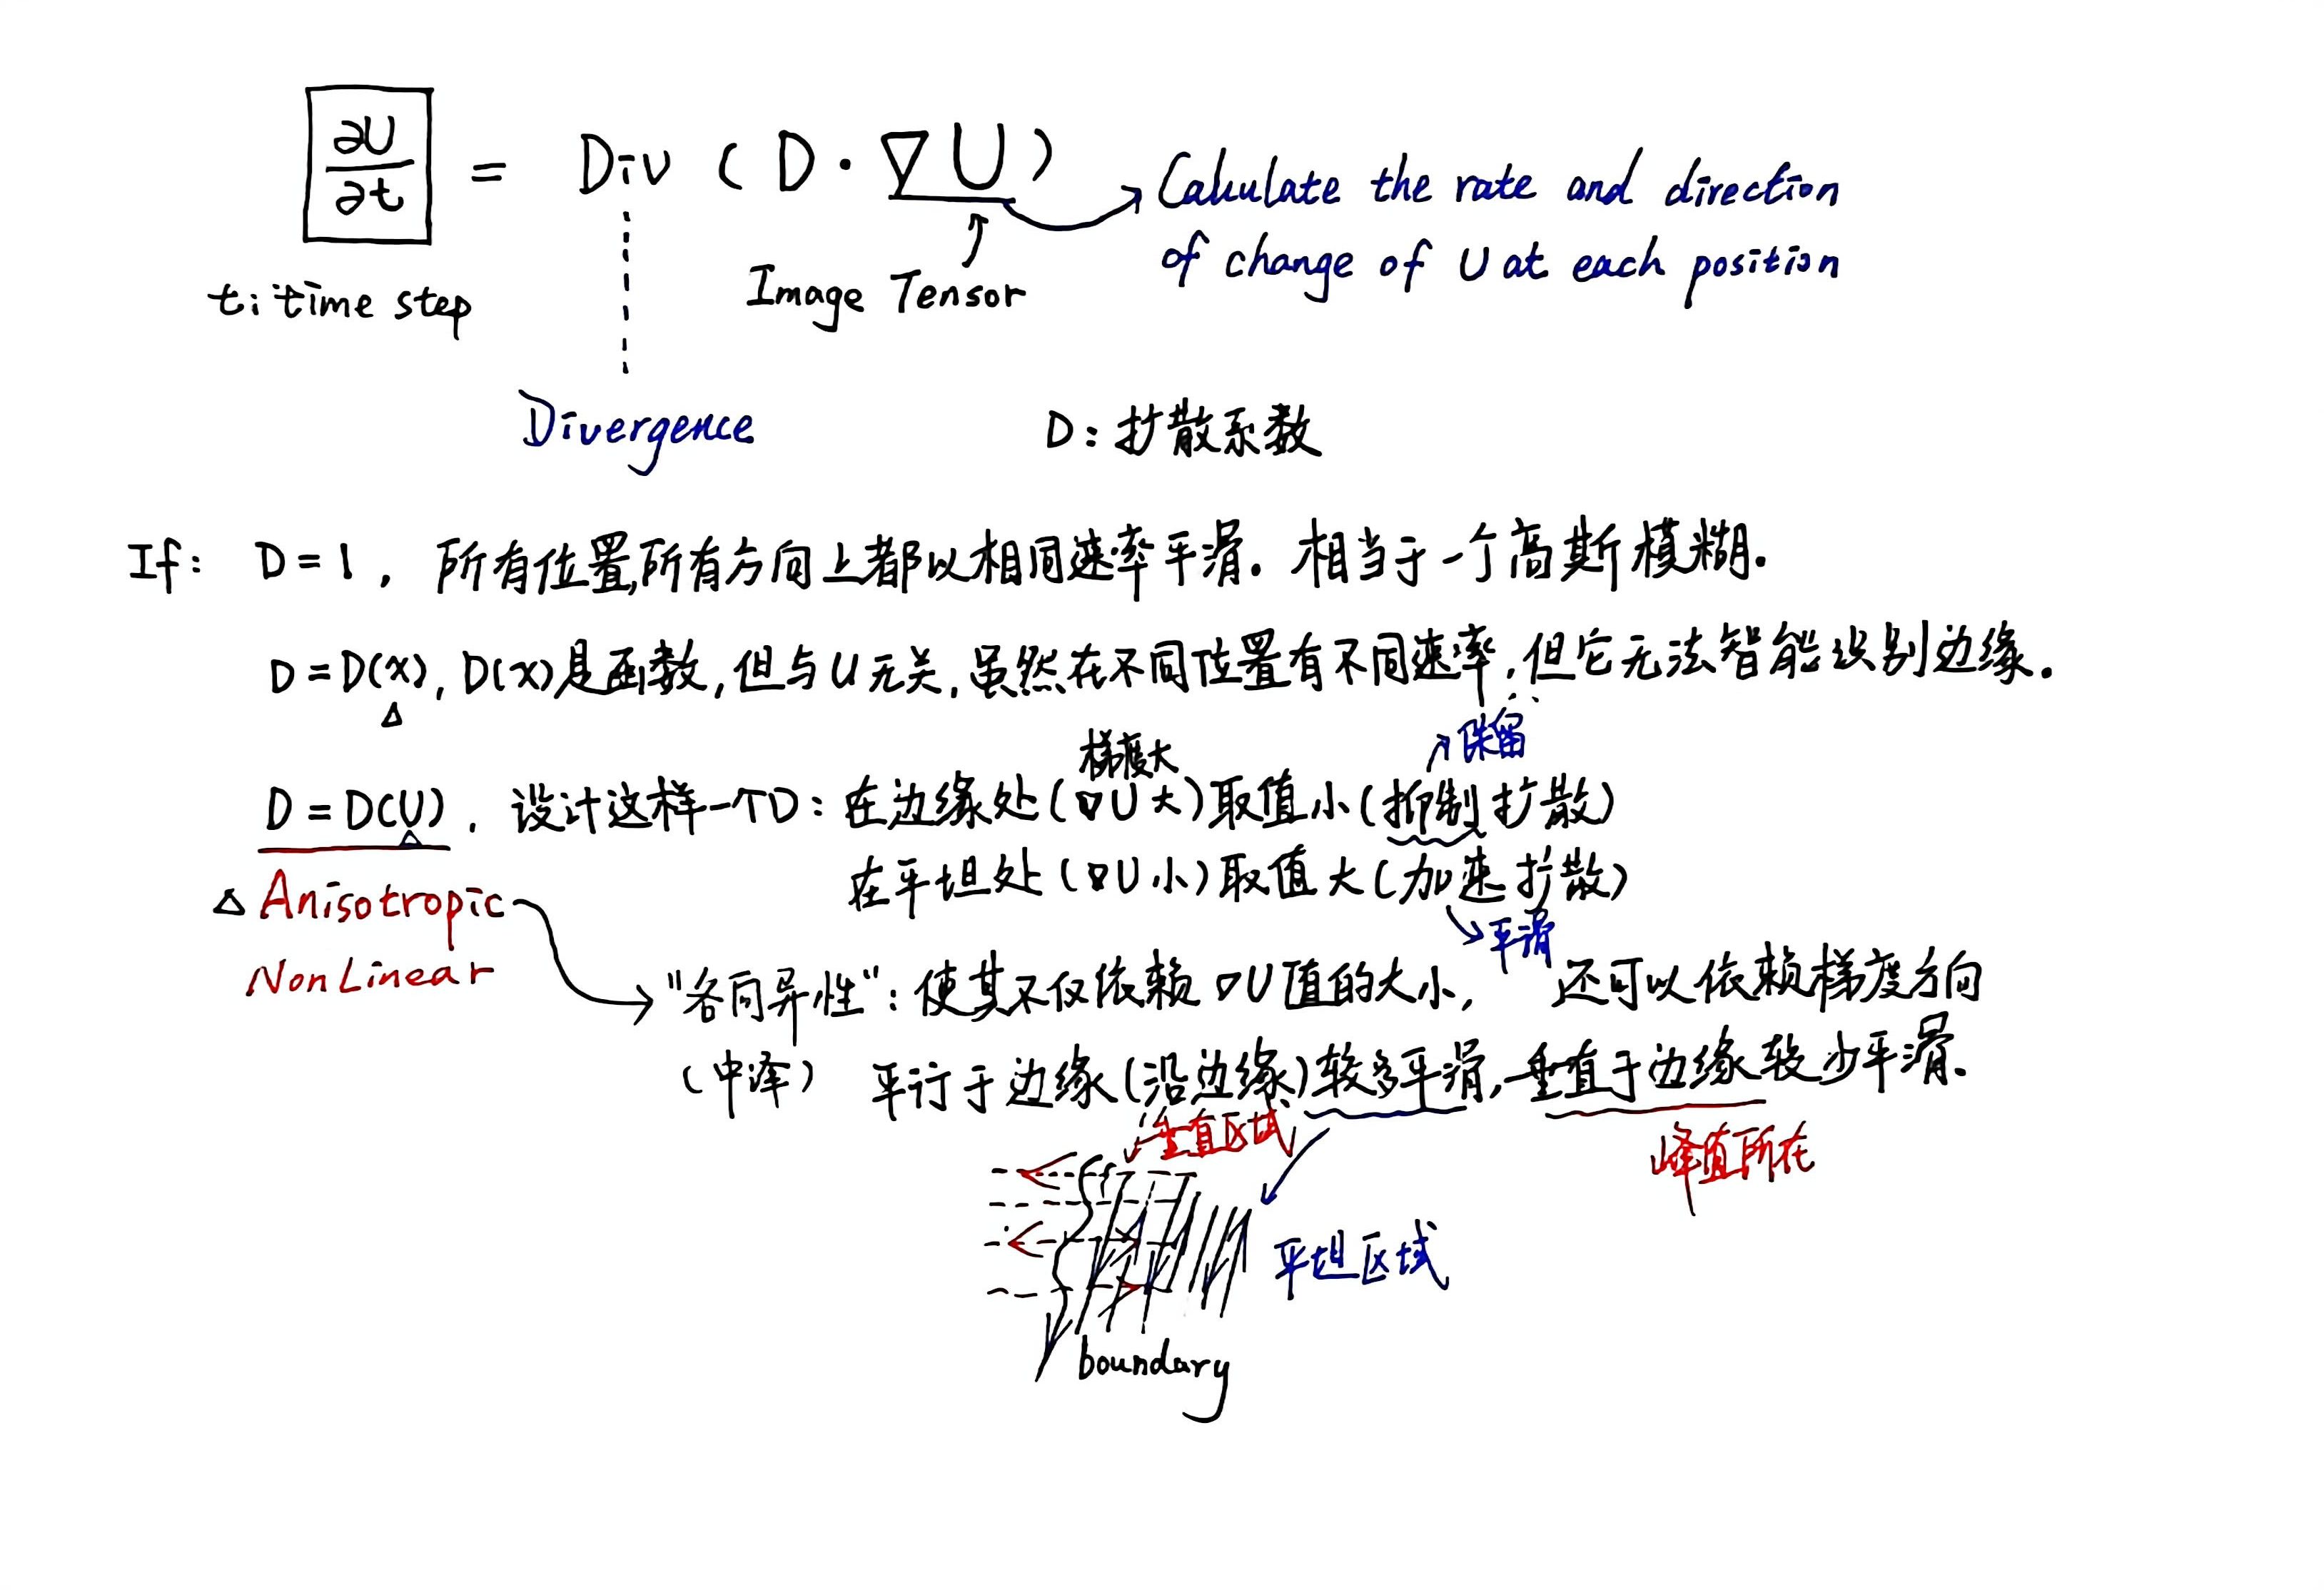 ∂U/∂t = Div ( D · ∇U )
Calculate the rate and direction
of change of U at each position
t: time step
Image Tensor
Divergence
D: 扩散系数
If: D = 1, 所有位置,所有方向上都以相同速率平滑. 相当于一个高斯模糊.
D = D(x), D(x)是函数,但与U无关,虽然在不同位置有不同速率,但它无法智能识别边缘.
△
保留
梯度大
D = D(U), 设计这样一个D: 在边缘处(∇U大)取值小(抑制扩散)
△
在平坦处(∇U小)取值大(加速扩散)
△ Anisotropic
平滑
NonLinear
"各向异性": 使其不仅依赖∇U值的大小, 还可以依赖梯度方向
(中译) 平行于边缘(沿边缘)较多平滑,垂直于边缘较少平滑.
垂直区域
峰值所在
平坦区域
boundary